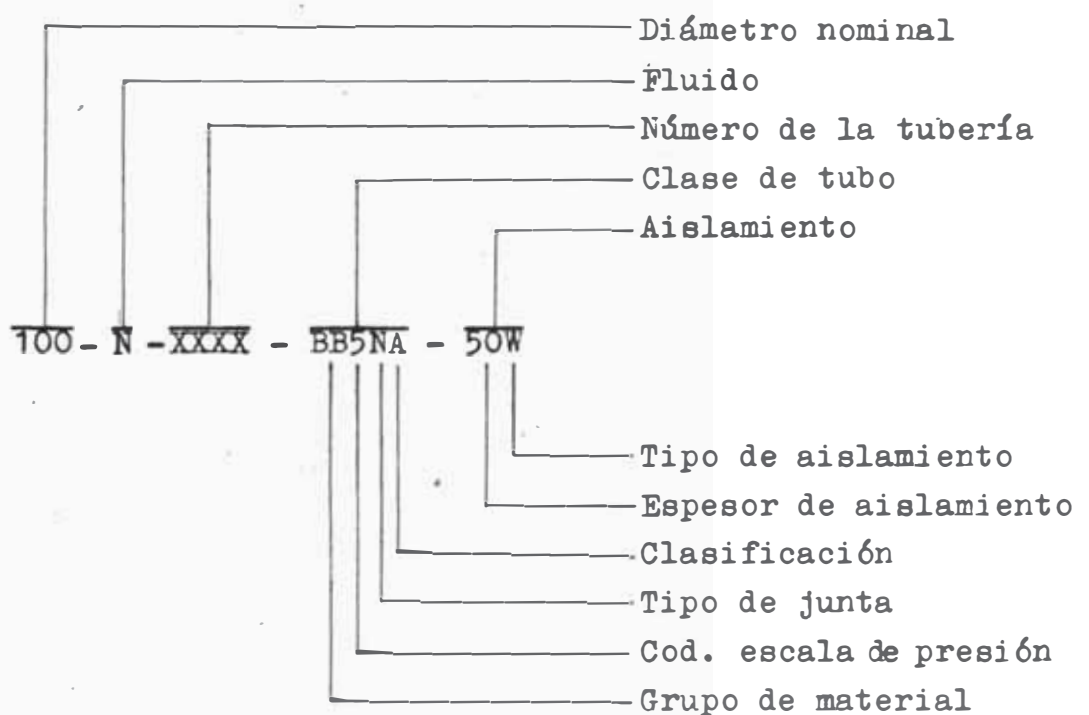 Diámetro nominal
Fluido
Número de la tubería
Clase de tubo
Aislamiento
100 - N - XXXX - BB5NA - 50W
Tipo de aislamiento
Espesor de aislamiento
Clasificación
Tipo de junta
Cod. escala de presión
Grupo de material